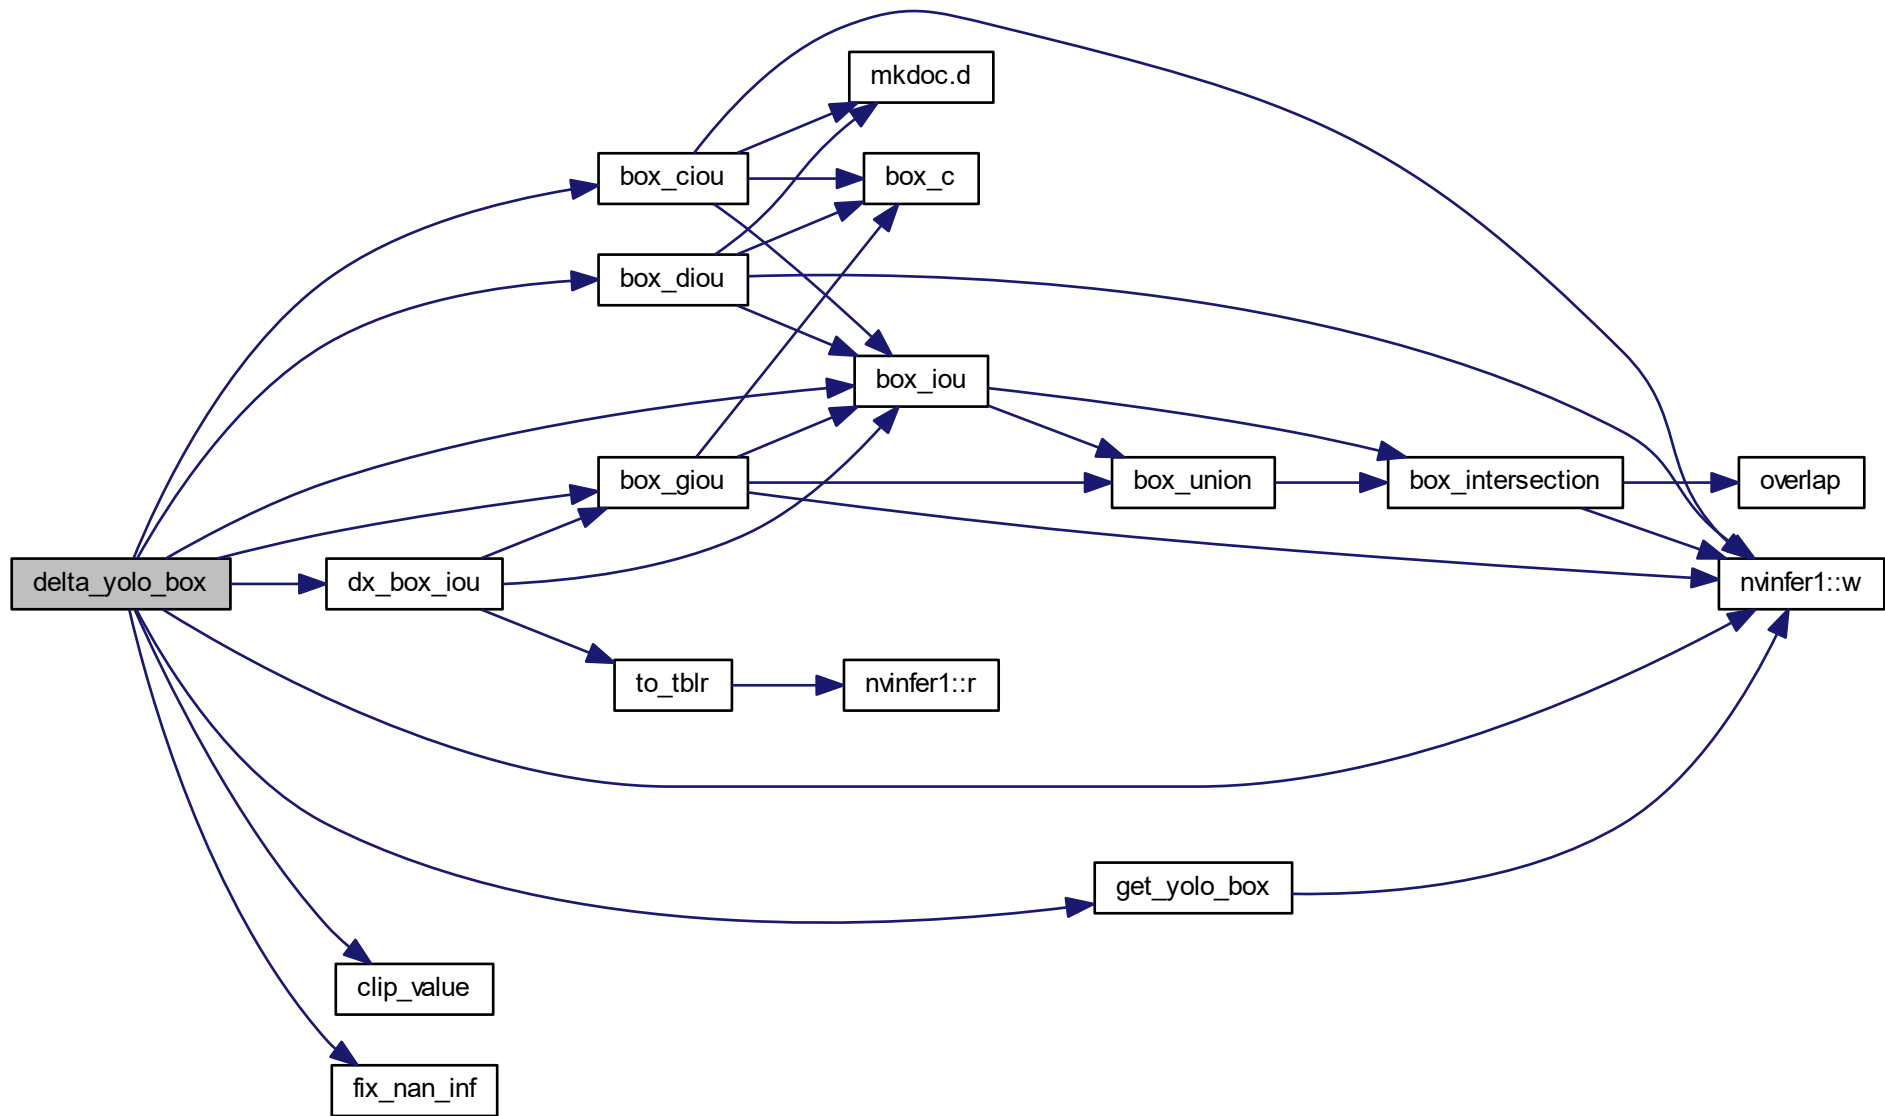 mkdoc.d
box_ciou
box_c
box_diou
box_iou
box_giou
box_union
box_intersection
overlap
delta_yolo_box
dx_box_iou
nvinfer1::w
to_tblr
nvinfer1::r
get_yolo_box
clip_value
fix_nan_inf